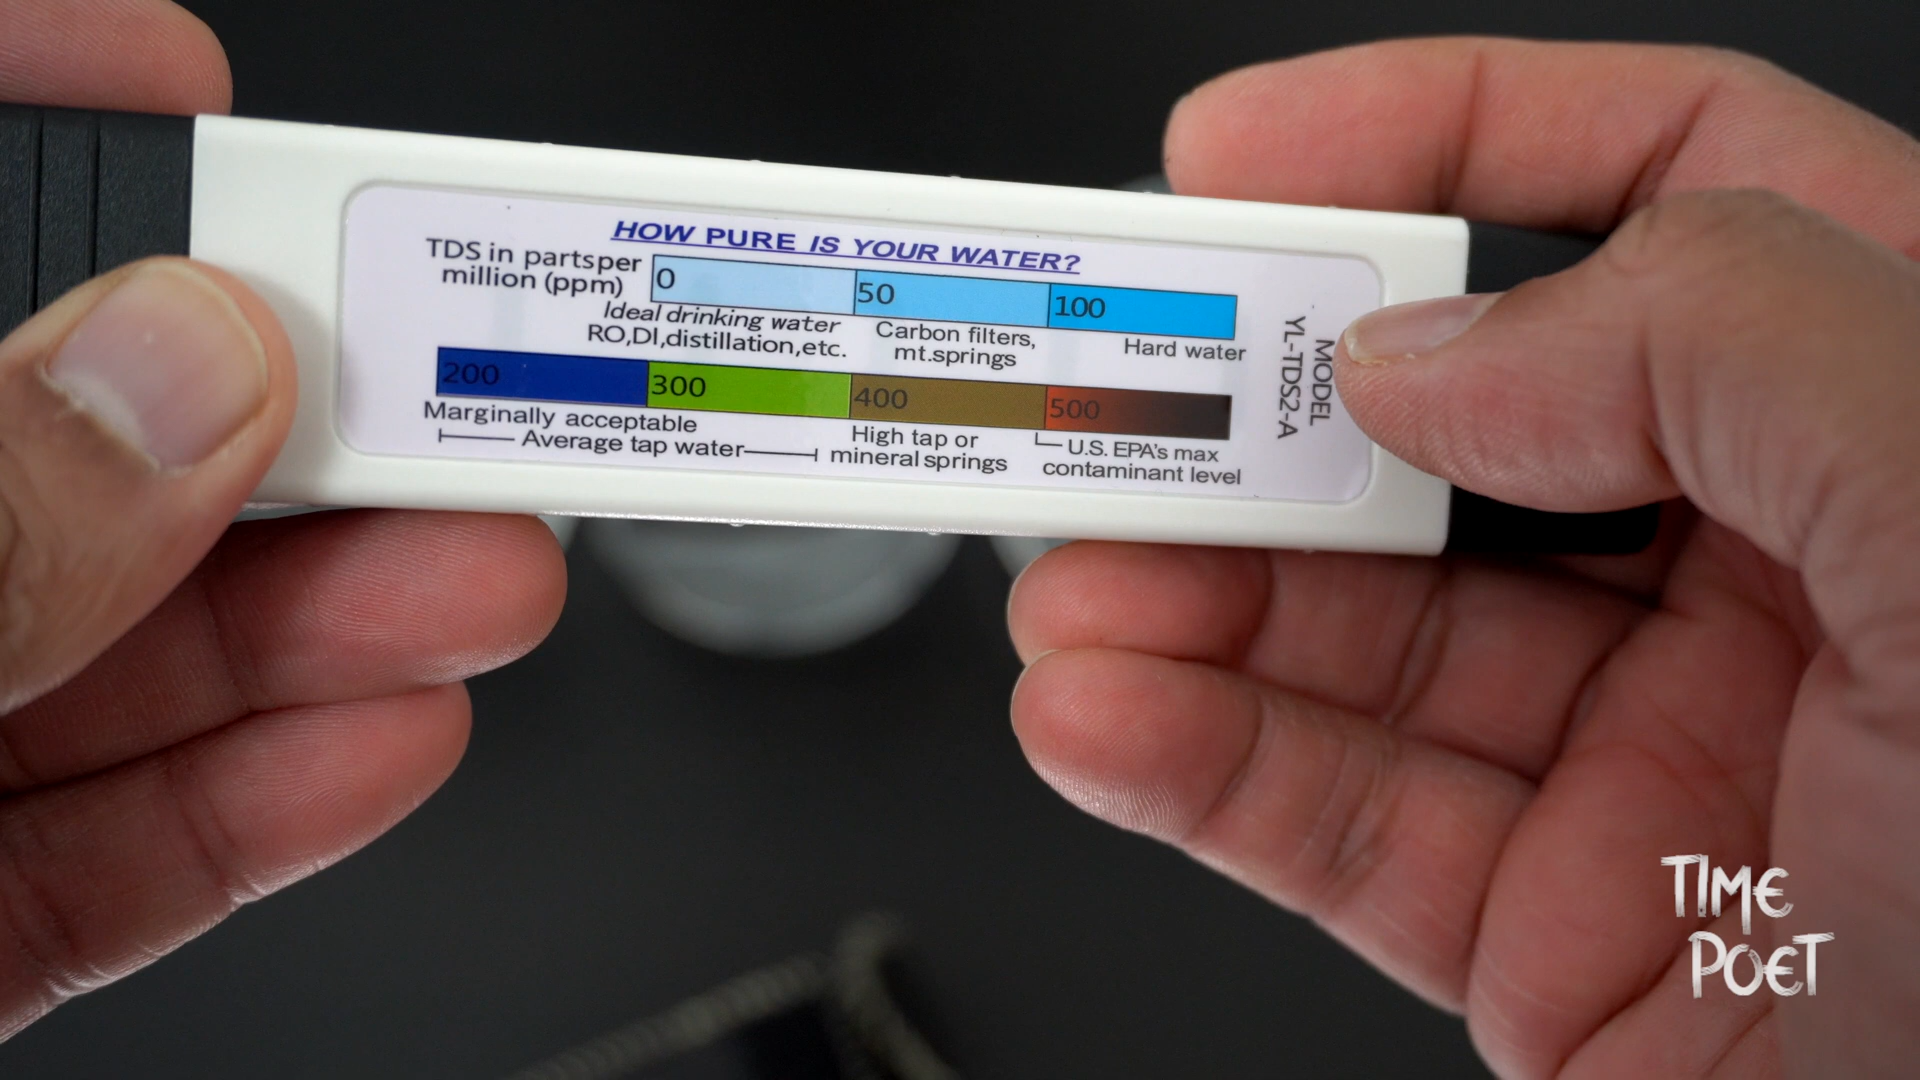 HOW PURE IS YOUR WATER?
TDS in partsper
million (ppm)
0
50
100
Ideal drinking water
RO,DI,distillation,etc.
Carbon filters,
mt.springs
Hard water
200
300
400
500
Marginally acceptable
Average tap water
High tap or
mineral springs
U.S. EPA's max
contaminant level
MODEL
YL-TDS2-A
TIME
POET